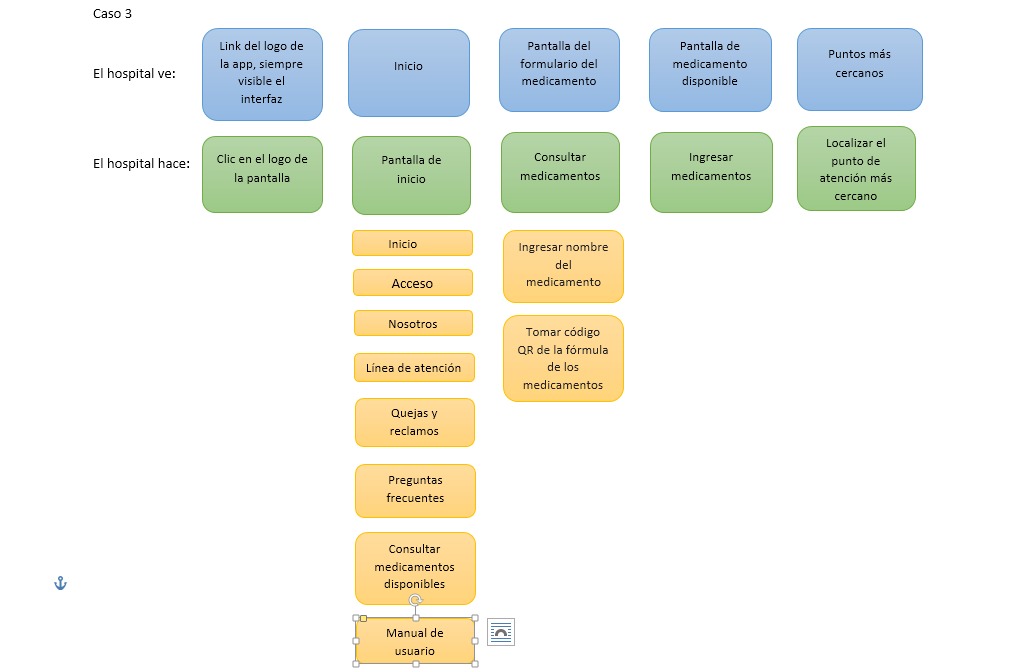 Caso 3
El hospital ve:
Link del logo de
la app, siempre
visible el
interfaz
Inicio
Pantalla del
formulario del
medicamento
Pantalla de
medicamento
disponible
Puntos más
cercanos
El hospital hace:
Clic en el logo de
la pantalla
Pantalla de
inicio
Consultar
medicamentos
Ingresar
medicamentos
Localizar el
punto de
atención más
cercano
Inicio
Acceso
Nosotros
Línea de atención
Quejas y
reclamos
Preguntas
frecuentes
Consultar
medicamentos
disponibles
Manual de
usuario
Ingresar nombre
del
medicamento
Tomar código
QR de la fórmula
de los
medicamentos